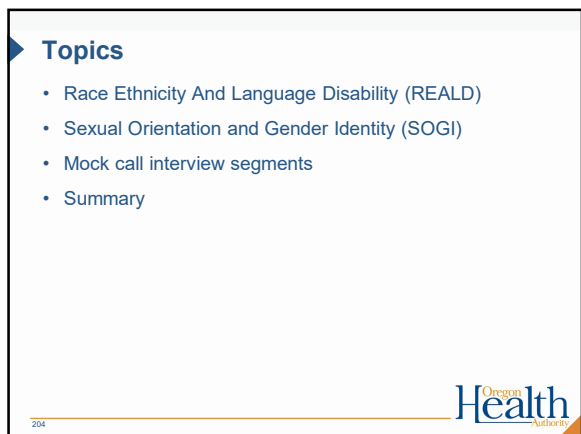 Topics
• Race Ethnicity And Language Disability (REALD)
• Sexual Orientation and Gender Identity (SOGI)
• Mock call interview segments
• Summary
204
Oregon
Health
Authority